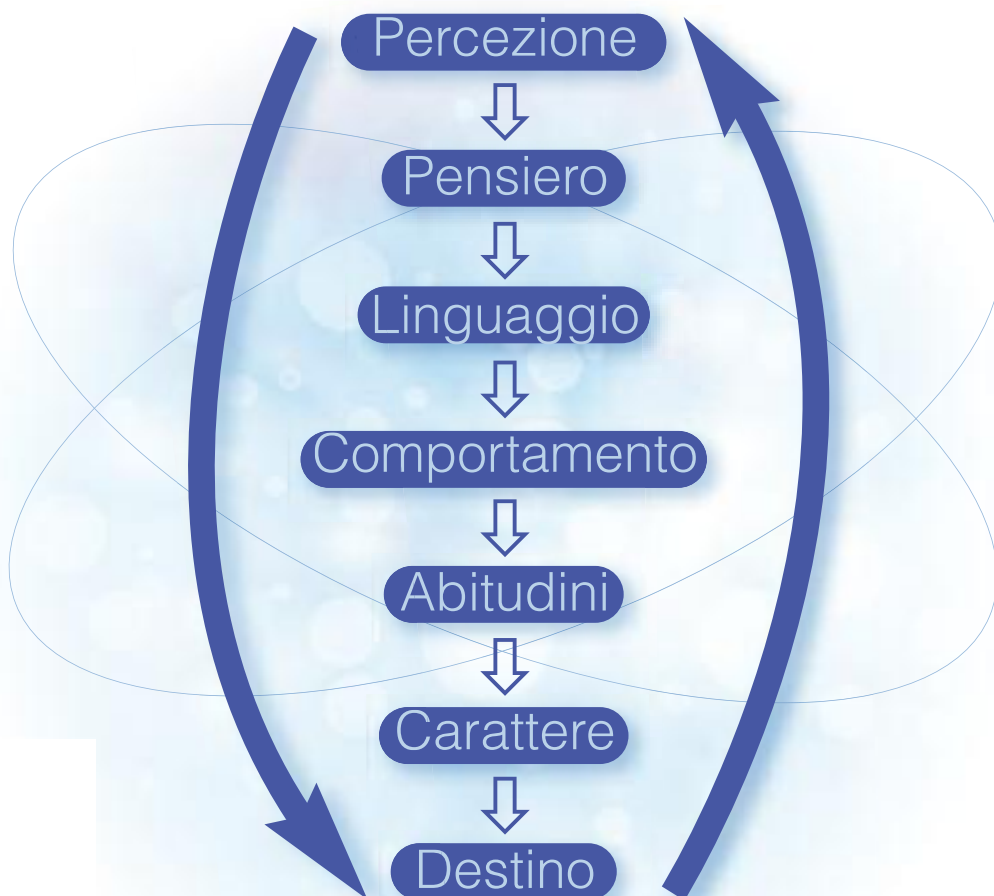 Percezione
Pensiero
Linguaggio
Comportamento
Abitudini
Carattere
Destino